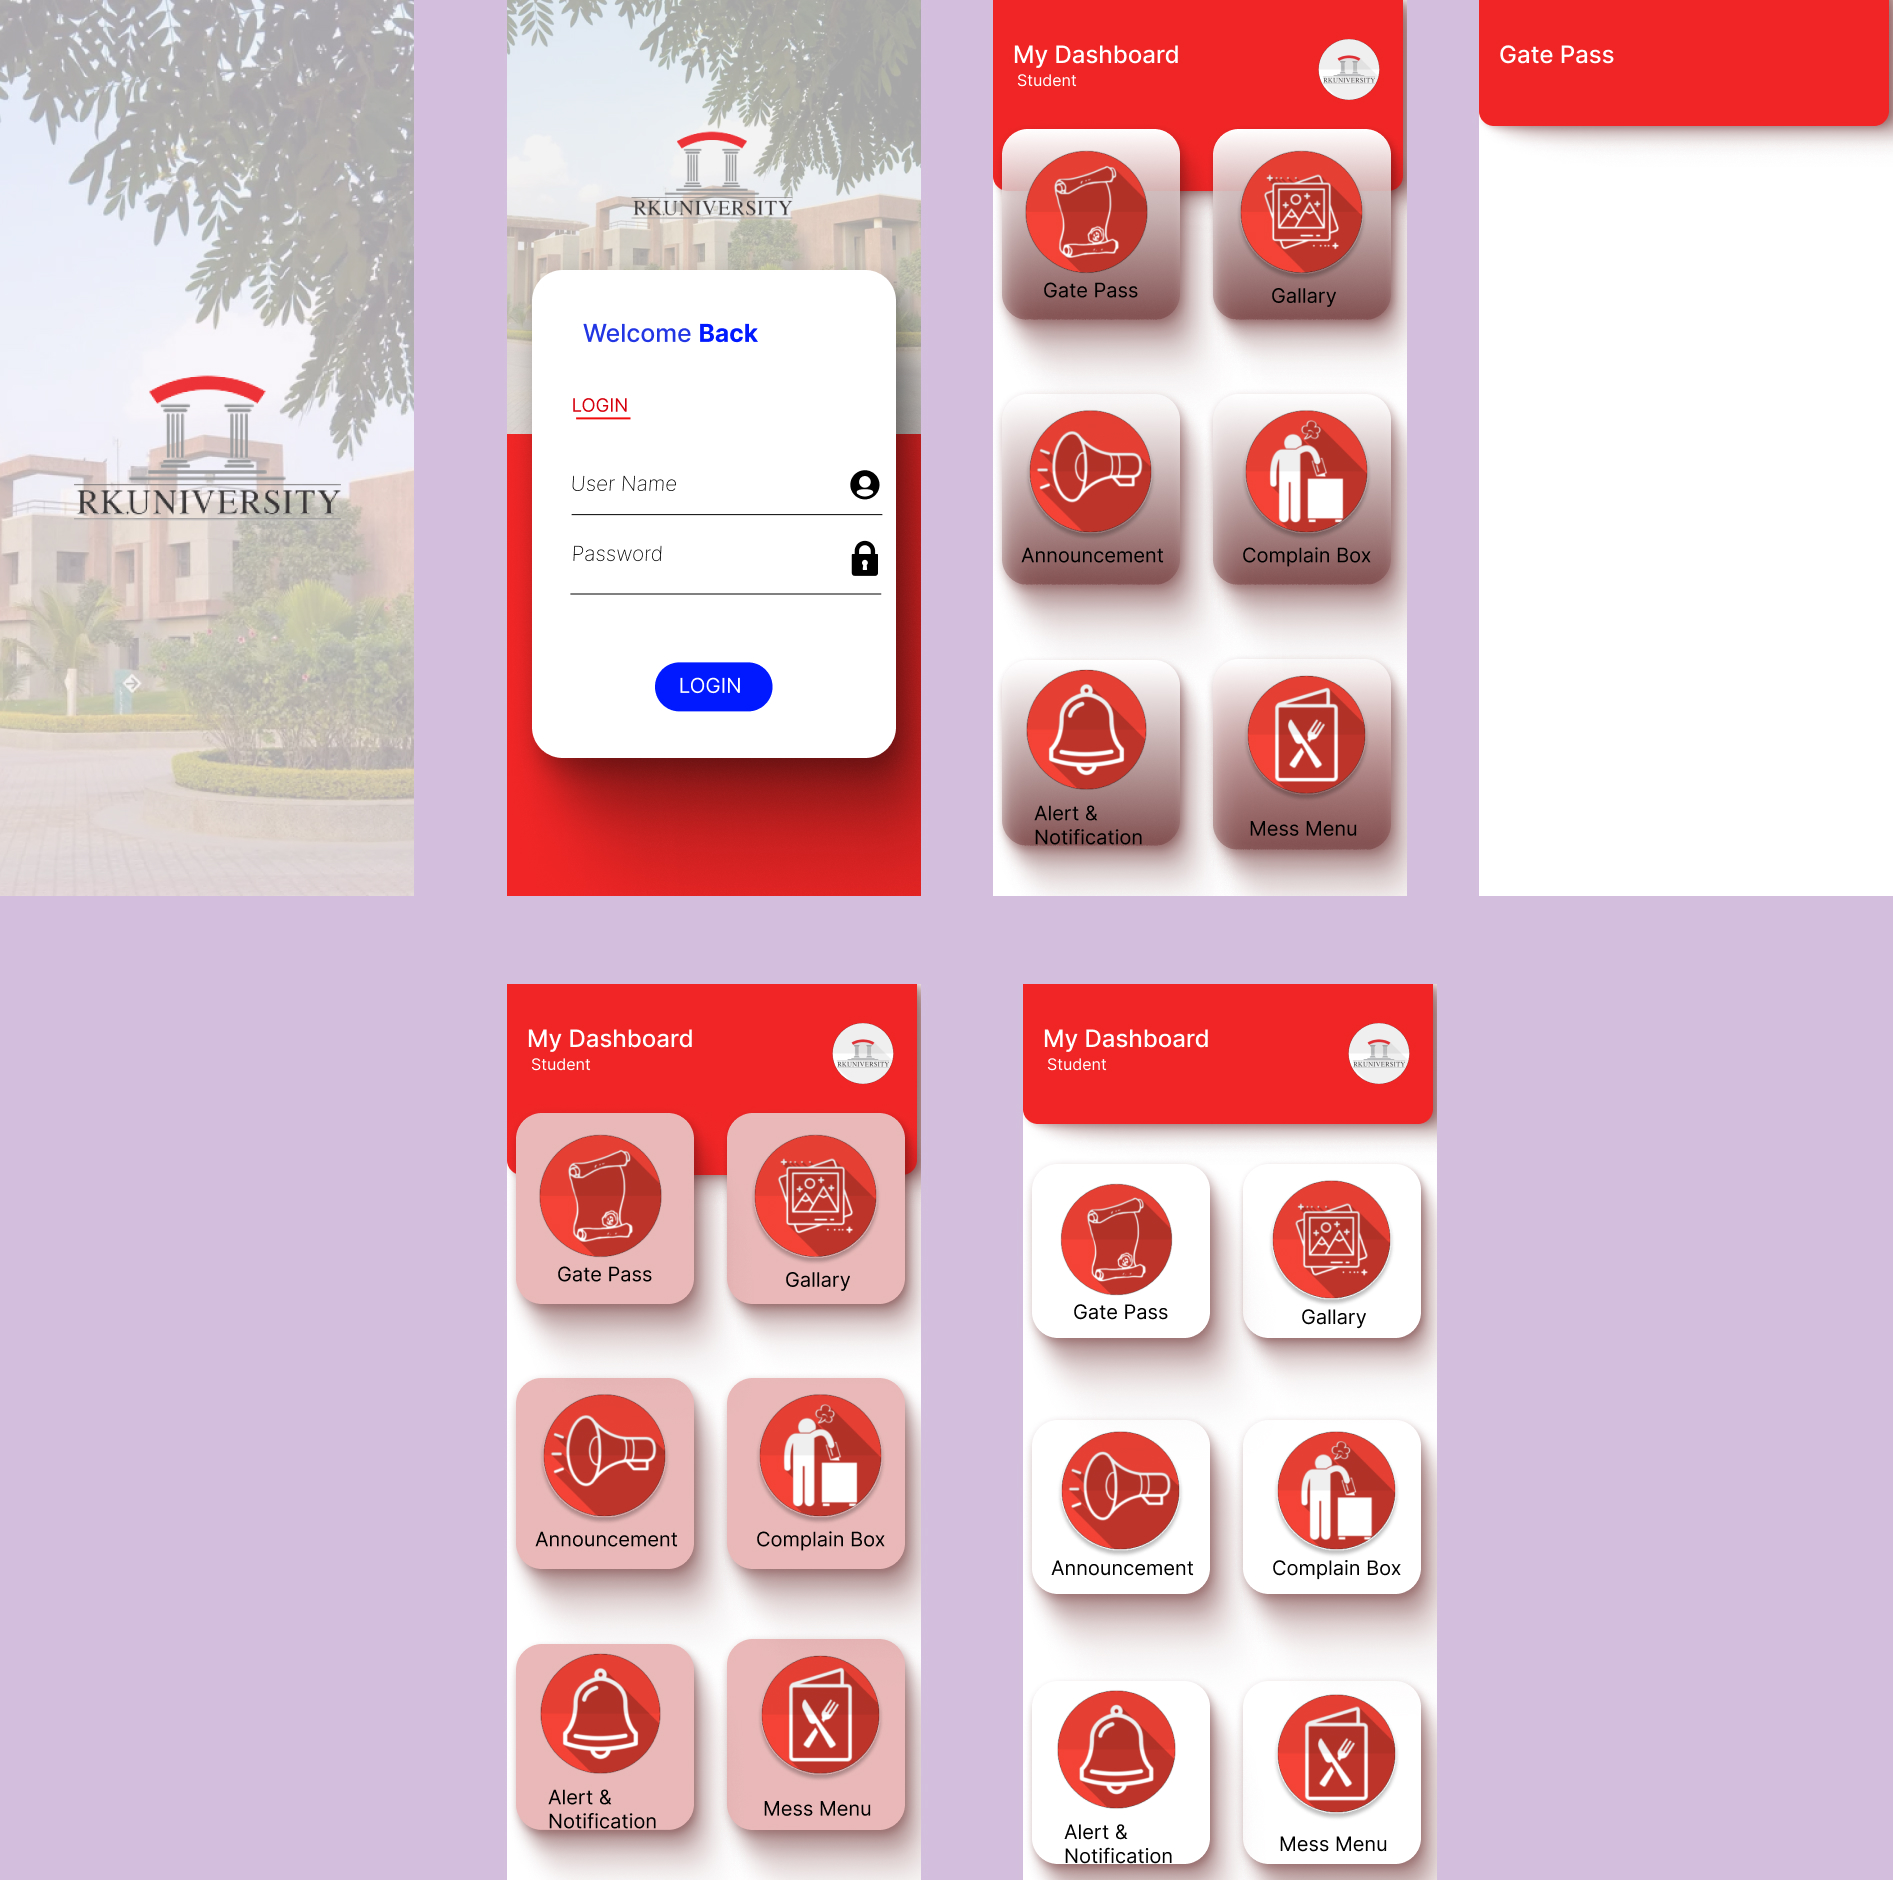 RK.UNIVERSITY
RKUNIVERSITY
Welcome Back
LOGIN
User Name
Password
LOGIN
My Dashboard
Student
RKUNIVERSITY
Gate Pass
Gallary
Announcement
Complain Box
Alert &
Notification
Mess Menu
Gate Pass
My Dashboard
Student
RKUNIVERSITY
Gate Pass
Gallary
Announcement
Complain Box
Alert &
Notification
Mess Menu
My Dashboard
Student
RKUNIVERSITY
Gate Pass
Gallary
Announcement
Complain Box
Alert &
Notification
Mess Menu